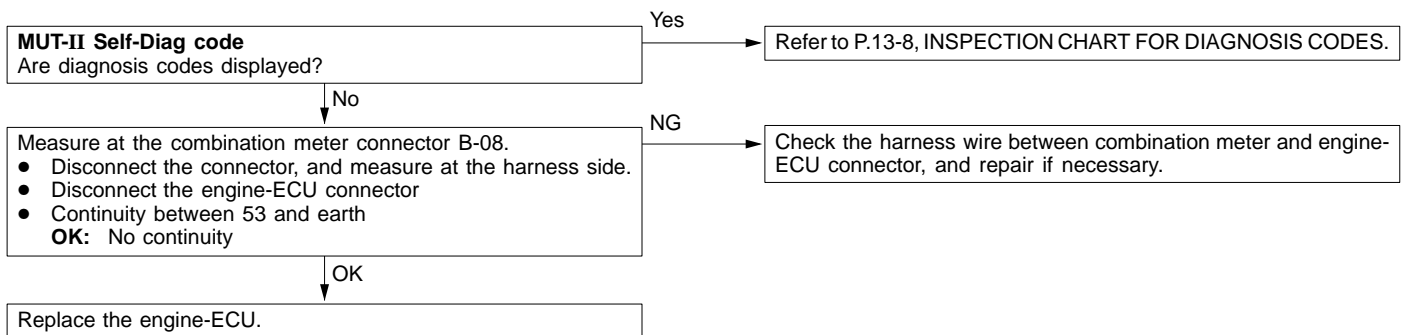 MUT-II Self-Diag code
Are diagnosis codes displayed?
Yes
Refer to P.13-8, INSPECTION CHART FOR DIAGNOSIS CODES.
No
Measure at the combination meter connector B-08.
● Disconnect the connector, and measure at the harness side.
● Disconnect the engine-ECU connector
● Continuity between 53 and earth
OK: No continuity
NG
Check the harness wire between combination meter and engine-
ECU connector, and repair if necessary.
OK
Replace the engine-ECU.